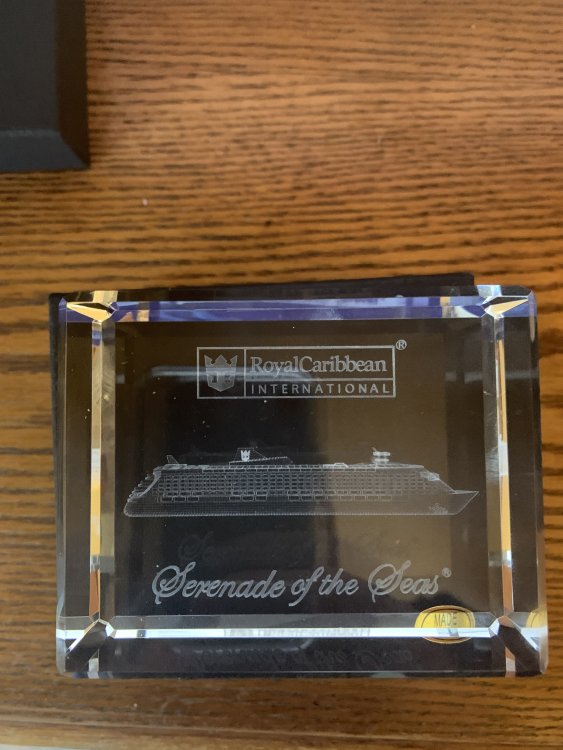 RoyalCaribbean®
INTERNATIONAL
Serenade of the Seas®
MADE